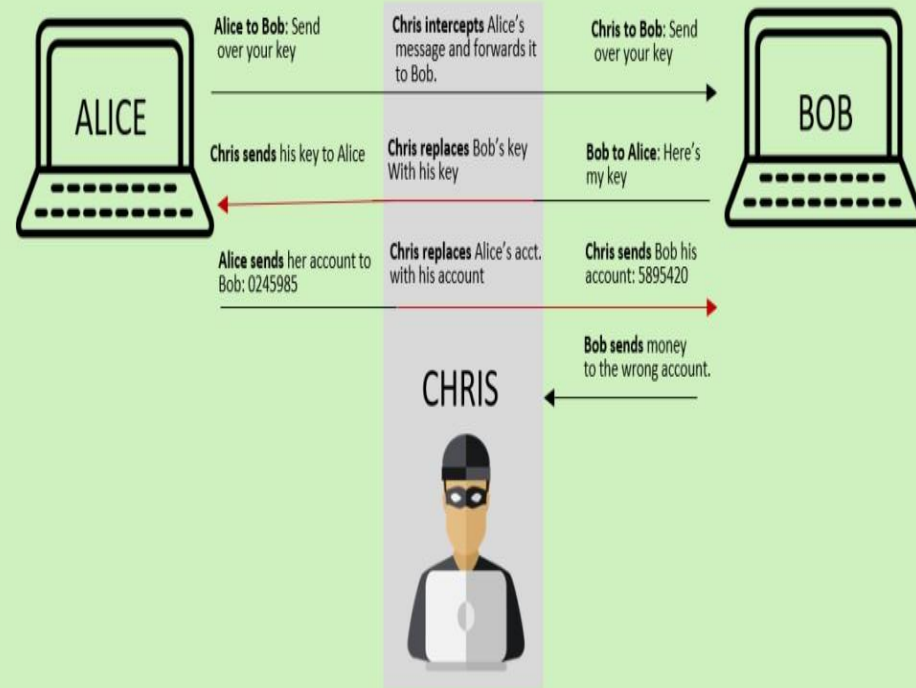 Alice to Bob: Send
over your key
Chris intercepts Alice's
message and forwards it
to Bob.
Chris to Bob: Send
over your key
ALICE
BOB
Chris sends his key to Alice
Chris replaces Bob's key
With his key
Bob to Alice: Here's
my key
Alice sends her account to
Bob: 0245985
Chris replaces Alice's acct.
with his account
Chris sends Bob his
account: 5895420
Bob sends money
to the wrong account.
CHRIS